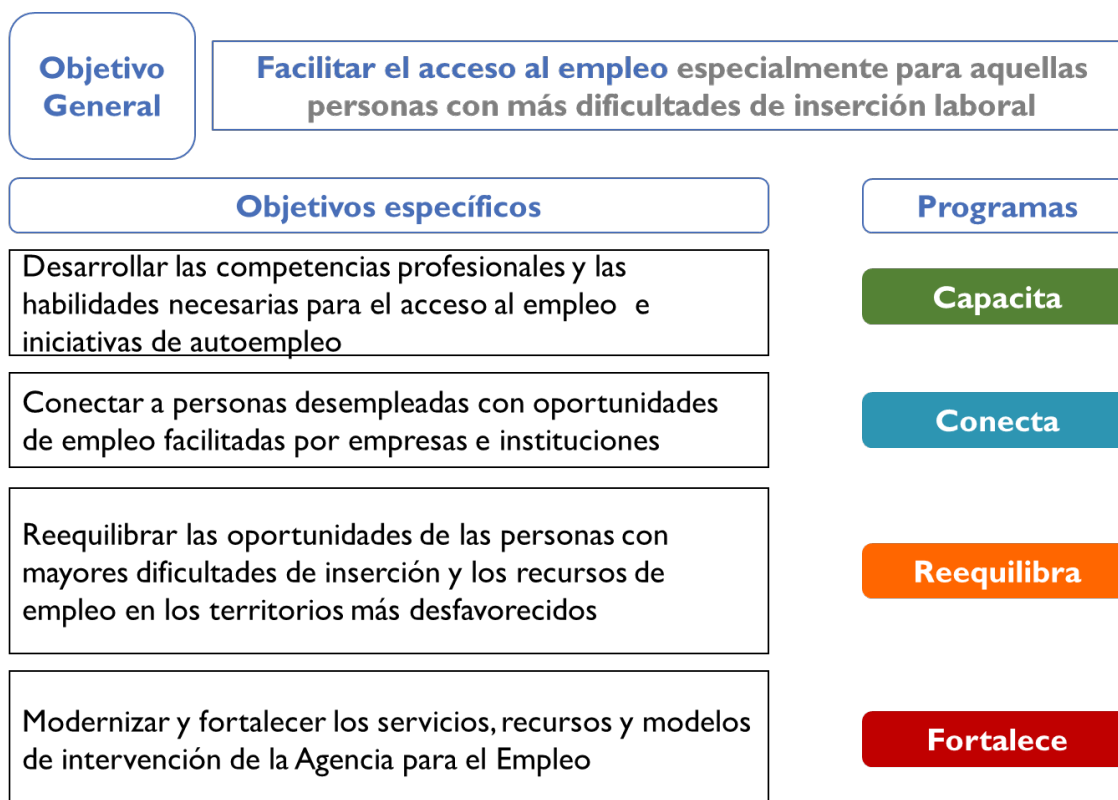 Objetivo
General
Facilitar el acceso al empleo especialmente para aquellas
personas con más dificultades de inserción laboral
Objetivos específicos
Programas
Desarrollar las competencias profesionales y las
habilidades necesarias para el acceso al empleo e
iniciativas de autoempleo
Capacita
Conectar a personas desempleadas con oportunidades
de empleo facilitadas por empresas e instituciones
Conecta
Reequilibrar las oportunidades de las personas con
mayores dificultades de inserción y los recursos de
empleo en los territorios más desfavorecidos
Reequilibra
Modernizar y fortalecer los servicios, recursos y modelos
de intervención de la Agencia para el Empleo
Fortalece